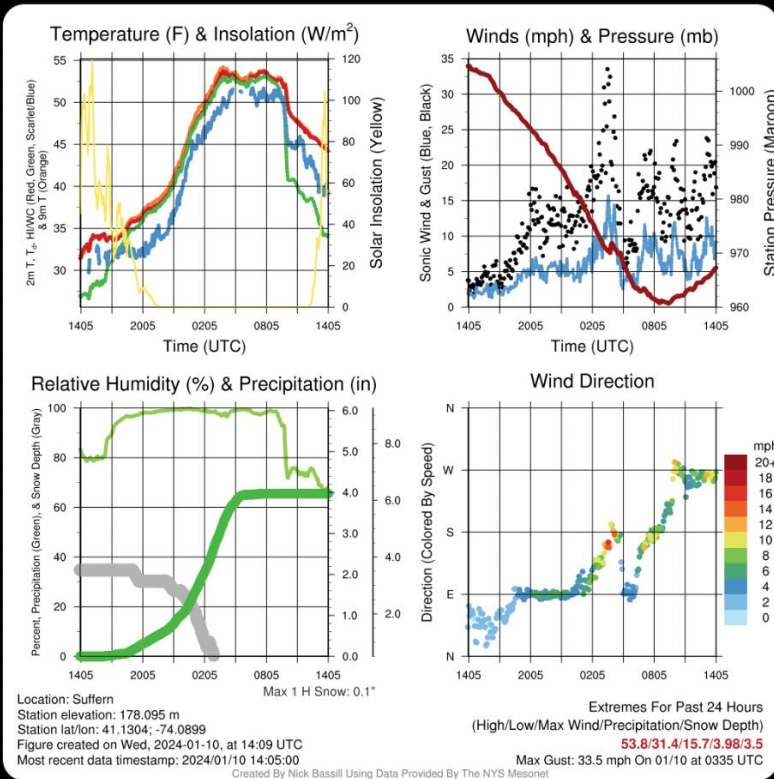 Temperature (F) & Insolation (W/m²)
2m T, T_d, HI/WC (Red, Green, Scarlet/Blue)
& 9m T (Orange)
55
50
45
40
35
30
120
100
80
60
40
20
0
Solar Insolation (Yellow)
1405 2005 0205 0805 1405
Time (UTC)
Winds (mph) & Pressure (mb)
Sonic Wind & Gust (Blue, Black)
35
30
25
20
15
10
5
0
1000
990
980
970
960
Station Pressure (Maroon)
1405 2005 0205 0805 1405
Time (UTC)
Relative Humidity (%) & Precipitation (in)
Percent, Precipitation (Green), & Snow Depth (Gray)
100
80
60
40
20
0
6.0
5.0
4.0
3.0
2.0
1.0
0.0
8.0
6.0
4.0
2.0
1405 2005 0205 0805 1405
Max 1 H Snow: 0.1"
Wind Direction
Direction (Colored By Speed)
N
W
S
E
N
1405 2005 0205 0805 1405
mph
20+
18
16
14
12
10
8
6
4
2
0
Location: Suffern
Station elevation: 178.095 m
Station lat/lon: 41.1304; -74.0899
Figure created on Wed, 2024-01-10, at 14:09 UTC
Most recent data timestamp: 2024/01/10 14:05:00
Extremes For Past 24 Hours
(High/Low/Max Wind/Precipitation/Snow Depth)
53.8/31.4/15.7/3.98/3.5
Max Gust: 33.5 mph On 01/10 at 0335 UTC
Created By Nick Bassill Using Data Provided By The NYS Mesonet